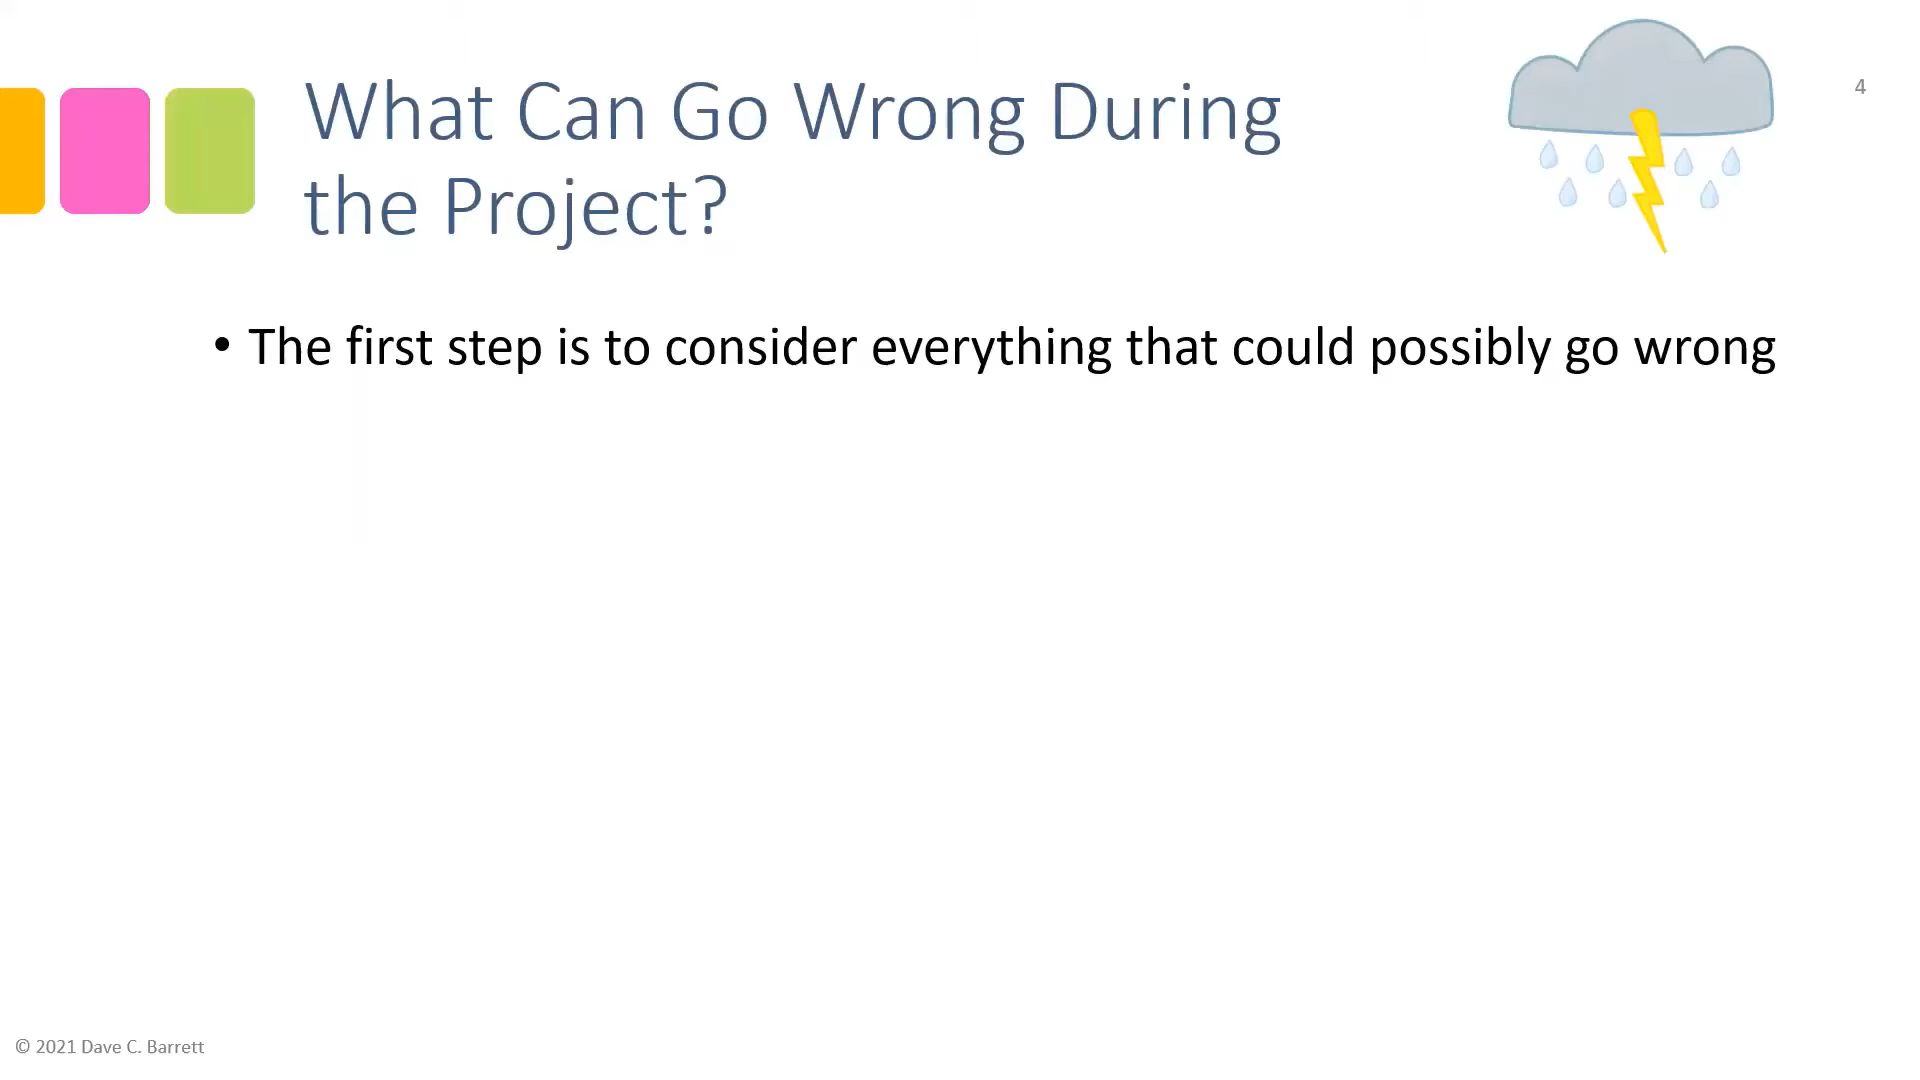 What Can Go Wrong During
the Project?
4
• The first step is to consider everything that could possibly go wrong
© 2021 Dave C. Barrett